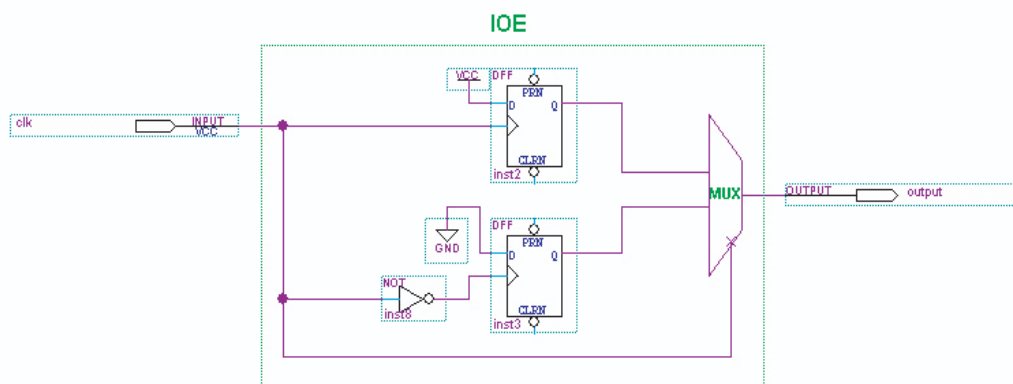 IOE
VCC
DFF
PRN
D Q
CLRN
inst2
clk
INPUT
VCC
MUX
OUTPUT
output
GND
DFF
PRN
D Q
CLRN
inst3
NOT
inst8